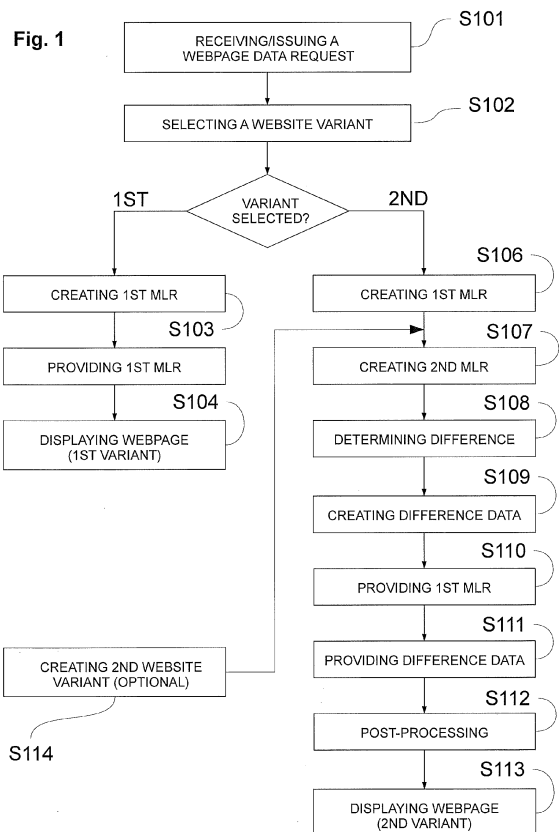 Fig. 1
S101
RECEIVING/ISSUING A
WEBPAGE DATA REQUEST
S102
SELECTING A WEBSITE VARIANT
VARIANT
SELECTED?
1ST
2ND
CREATING 1ST MLR
S103
PROVIDING 1ST MLR
S104
DISPLAYING WEBPAGE
(1ST VARIANT)
S106
CREATING 1ST MLR
S107
CREATING 2ND MLR
S108
DETERMINING DIFFERENCE
S109
CREATING DIFFERENCE DATA
S110
PROVIDING 1ST MLR
S111
PROVIDING DIFFERENCE DATA
S112
POST-PROCESSING
S113
DISPLAYING WEBPAGE
(2ND VARIANT)
CREATING 2ND WEBSITE
VARIANT (OPTIONAL)
S114